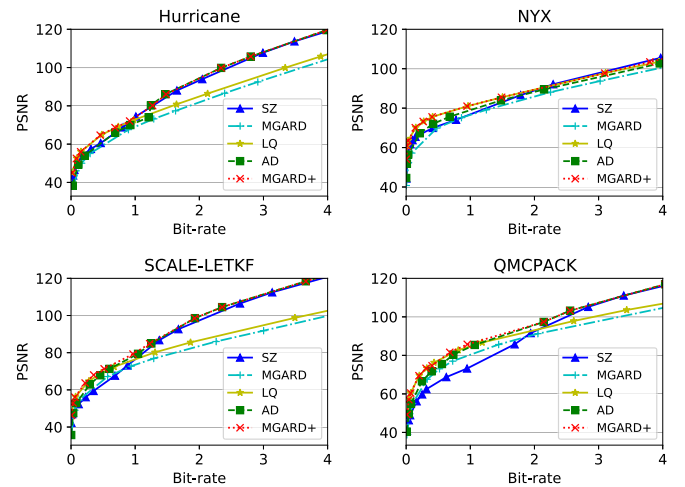 Hurricane
120
100
80
60
40
PSNR
0 1 2 3 4
Bit-rate
SZ
MGARD
LQ
AD
MGARD+
NYX
120
100
80
60
40
PSNR
0 1 2 3 4
Bit-rate
SZ
MGARD
LQ
AD
MGARD+
SCALE-LETKF
120
100
80
60
40
PSNR
0 1 2 3 4
Bit-rate
SZ
MGARD
LQ
AD
MGARD+
QMCPACK
120
100
80
60
40
PSNR
0 1 2 3 4
Bit-rate
SZ
MGARD
LQ
AD
MGARD+